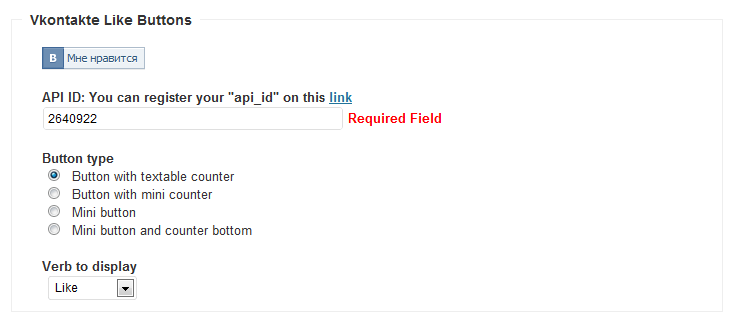 Vkontakte Like Buttons
B Мне нравится
API ID: You can register your "api_id" on this link
2640922 Required Field
Button type
Button with textable counter
Button with mini counter
Mini button
Mini button and counter bottom
Verb to display
Like